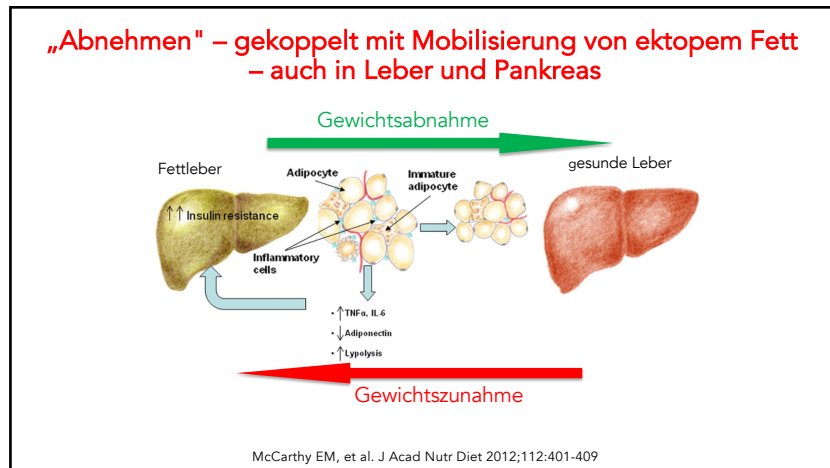 „Abnehmen" – gekoppelt mit Mobilisierung von ektopem Fett
– auch in Leber und Pankreas
Gewichtsabnahme
Fettleber
gesunde Leber
Adipocyte
Immature
adipocyte
↑ ↑ Insulin resistance
Inflammatory
cells
• ↑ TNFα, IL-6
• ↓ Adiponectin
• ↑ Lypolysis
Gewichtszunahme
McCarthy EM, et al. J Acad Nutr Diet 2012;112:401-409